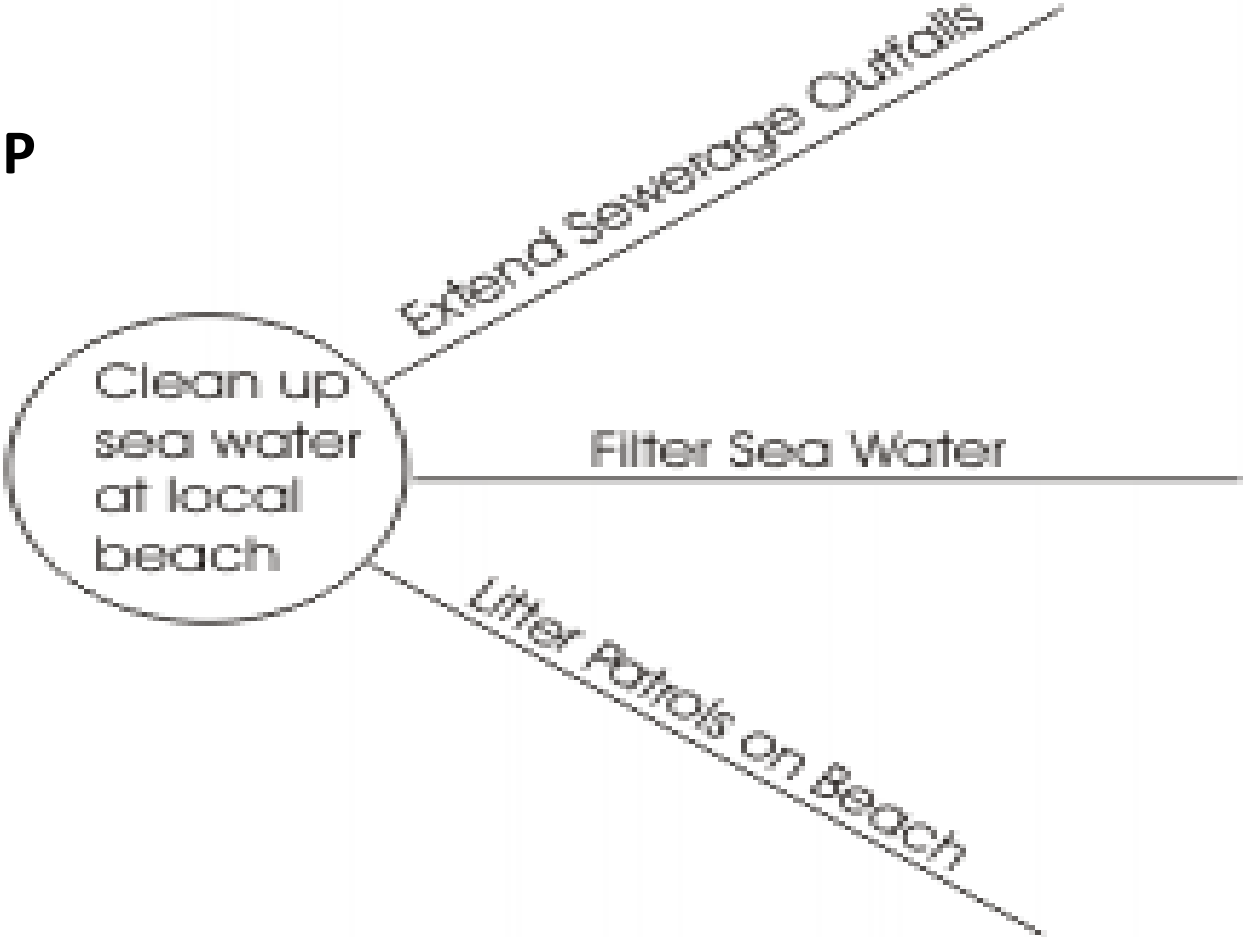 Extend Sewerage Outfalls
P
Clean up
sea water
at local
beach
Filter Sea Water
Litter Patrols on Beach